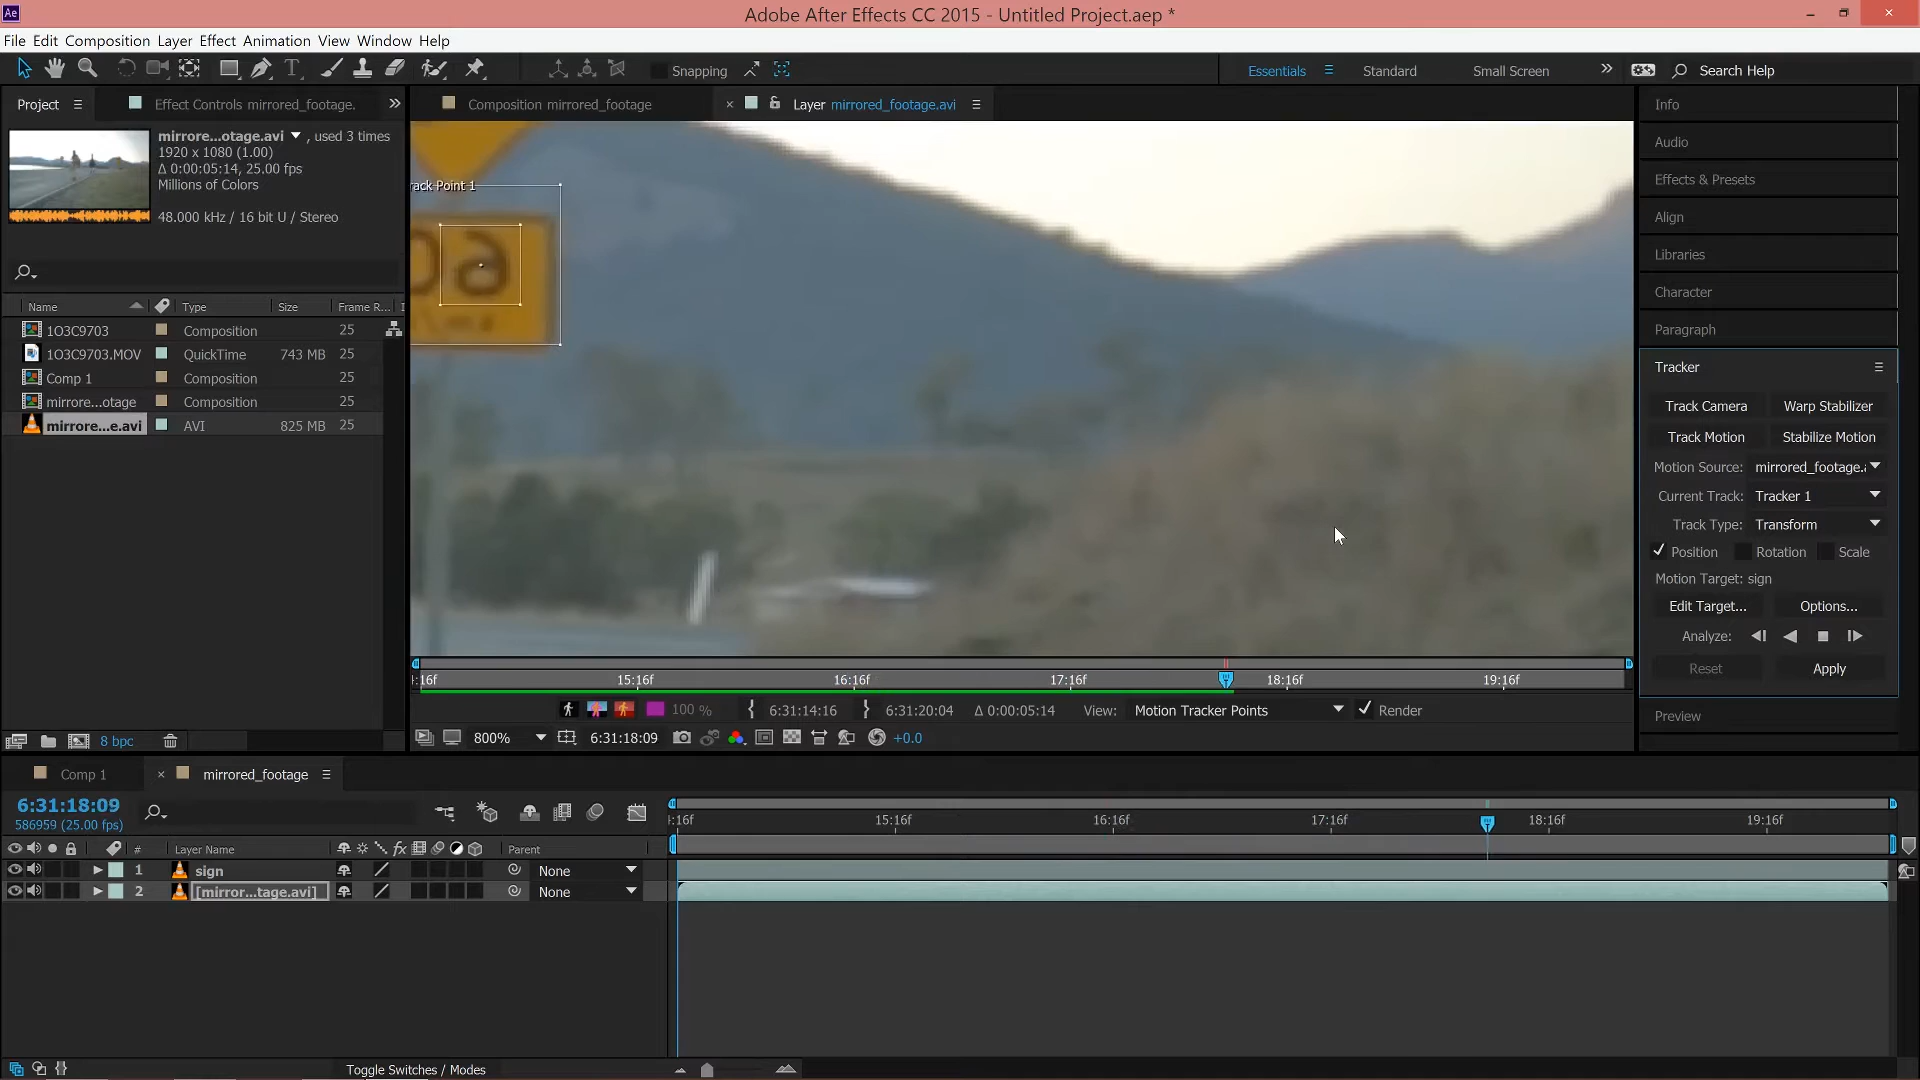 Ae
Adobe After Effects CC 2015 - Untitled Project.aep *
File Edit Composition Layer Effect Animation View Window Help
Snapping
Essentials Standard Small Screen Search Help
Project Effect Controls mirrored_footage.
Composition mirrored_footage Layer mirrored_footage.avi
mirrore...otage.avi , used 3 times
1920 x 1080 (1.00)
Δ 0:00:05:14, 25.00 fps
Millions of Colors
48.000 kHz / 16 bit U / Stereo
Name Type Size Frame R...
1O3C9703 Composition 25
1O3C9703.MOV QuickTime 743 MB 25
Comp 1 Composition 25
mirrore...otage Composition 25
mirrore...e.avi AVI 825 MB 25
8 bpc
rack Point 1
:16f 15:16f 16:16f 17:16f 18:16f 19:16f
100 % 6:31:14:16 6:31:20:04 Δ 0:00:05:14 View: Motion Tracker Points Render
800% 6:31:18:09 +0.0
Info
Audio
Effects & Presets
Align
Libraries
Character
Paragraph
Tracker
Track Camera Warp Stabilizer
Track Motion Stabilize Motion
Motion Source: mirrored_footage.
Current Track: Tracker 1
Track Type: Transform
Position Rotation Scale
Motion Target: sign
Edit Target... Options...
Analyze:
Reset Apply
Preview
Comp 1 mirrored_footage
6:31:18:09
586959 (25.00 fps)
:16f 15:16f 16:16f 17:16f 18:16f 19:16f
# Layer Name fx Parent
1 sign None
2 [mirror...tage.avi] None
Toggle Switches / Modes